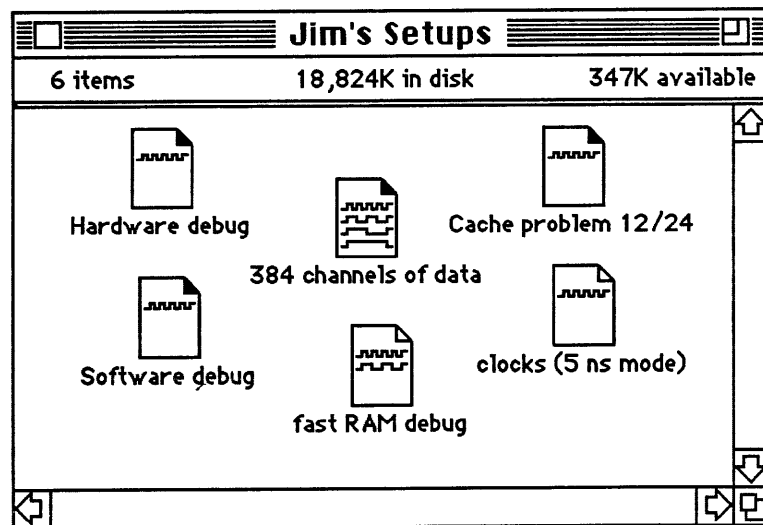 Jim's Setups
6 items 18,824K in disk 347K available
Hardware debug
384 channels of data
Cache problem 12/24
Software debug
fast RAM debug
clocks (5 ns mode)